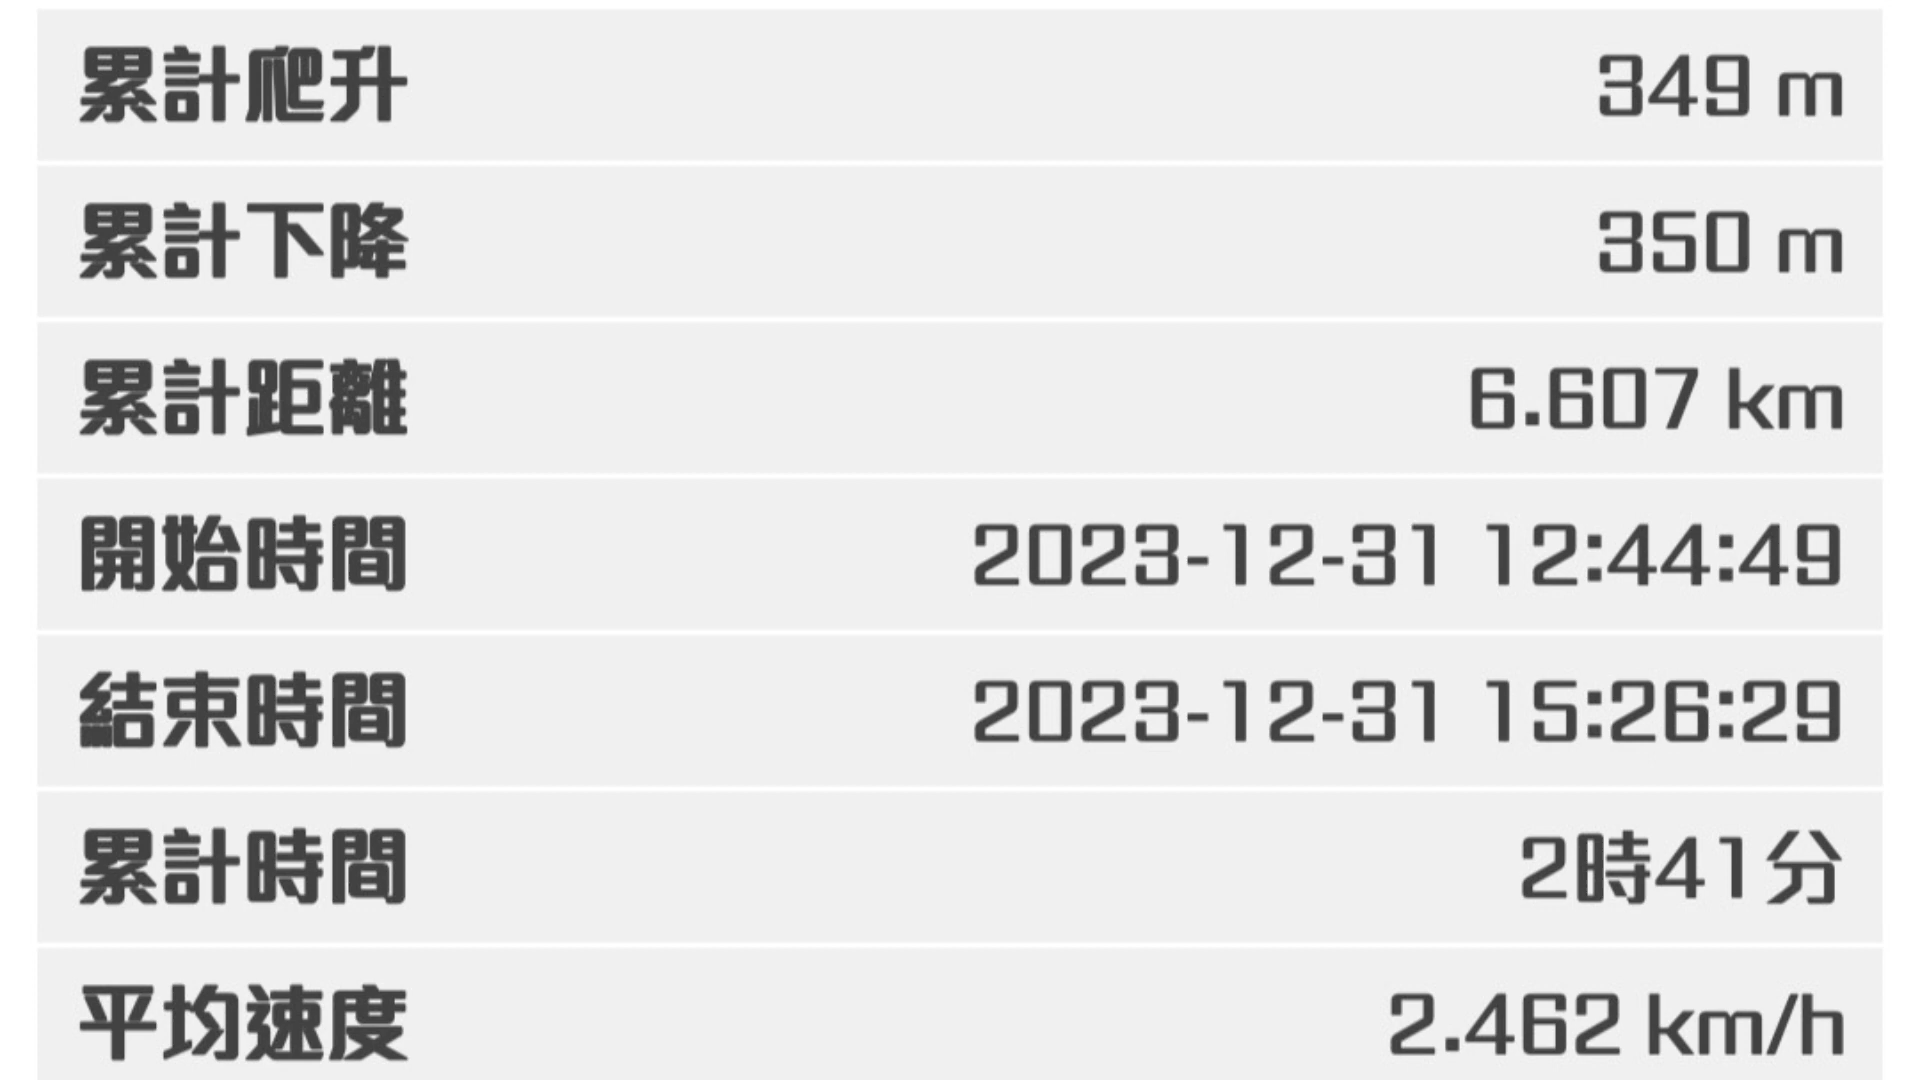 累計爬升 349 m
累計下降 350 m
累計距離 6.607 km
開始時間 2023-12-31 12:44:49
結束時間 2023-12-31 15:26:29
累計時間 2時41分
平均速度 2.462 km/h